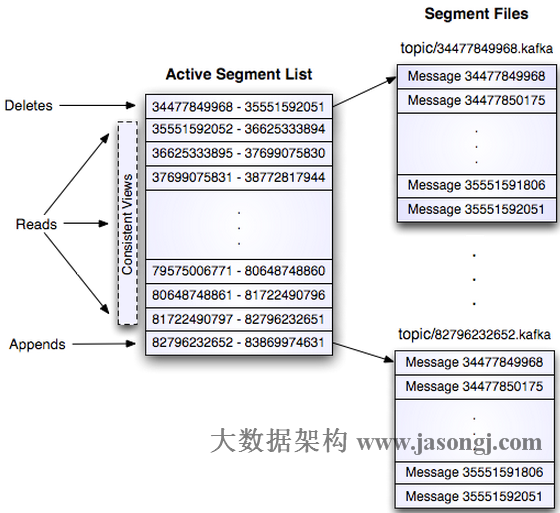 Segment Files
topic/34477849968.kafka
Active Segment List
Message 34477849968
Message 34477850175
.
.
.
Message 35551591806
Message 35551592051
Deletes
Reads
Appends
Consistent Views
34477849968 - 35551592051
35551592052 - 36625333894
36625333895 - 37699075830
37699075831 - 38772817944
.
.
.
79575006771 - 80648748860
80648748861 - 81722490796
81722490797 - 82796232651
82796232652 - 83869974631
.
.
.
topic/82796232652.kafka
Message 34477849968
Message 34477850175
.
.
大数据架构 www.jasongj.com
Message 35551591806
Message 35551592051